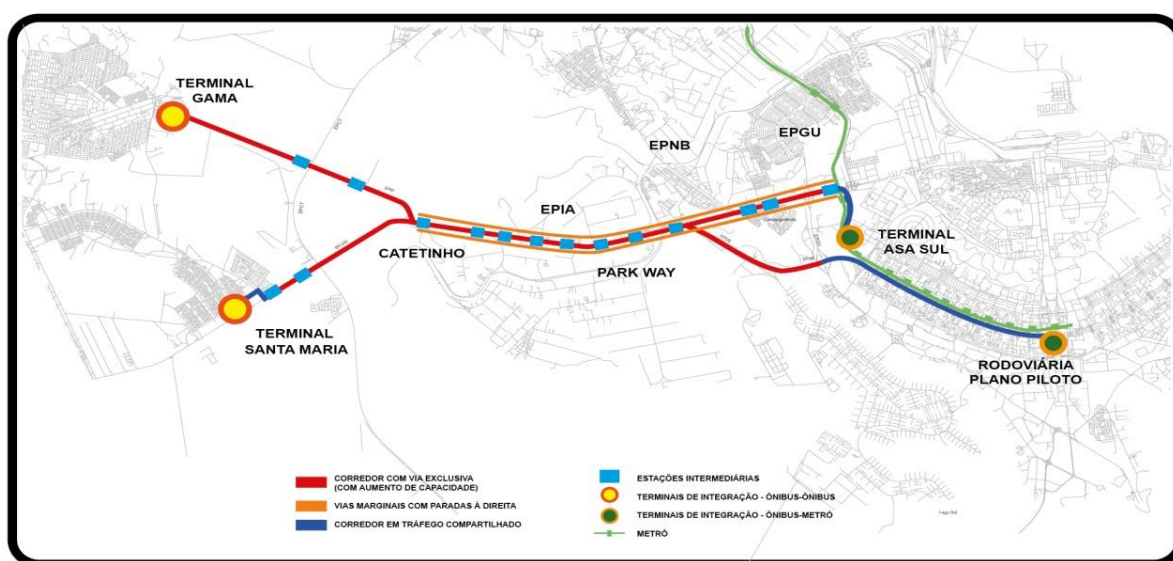 TERMINAL
GAMA
EPNB
EPGU
EPIA
CATETINHO
PARK WAY
TERMINAL
ASA SUL
TERMINAL
SANTA MARIA
RODOVIÁRIA
PLANO PILOTO
CORREDOR COM VIA EXCLUSIVA
(COM AUMENTO DE CAPACIDADE)
VIAS MARGINAIS COM PARADAS À DIREITA
CORREDOR EM TRÁFEGO COMPARTILHADO
ESTAÇÕES INTERMEDIÁRIAS
TERMINAIS DE INTEGRAÇÃO - ÔNIBUS-ÔNIBUS
TERMINAIS DE INTEGRAÇÃO - ÔNIBUS-METRÔ
METRÔ
Lago Sul